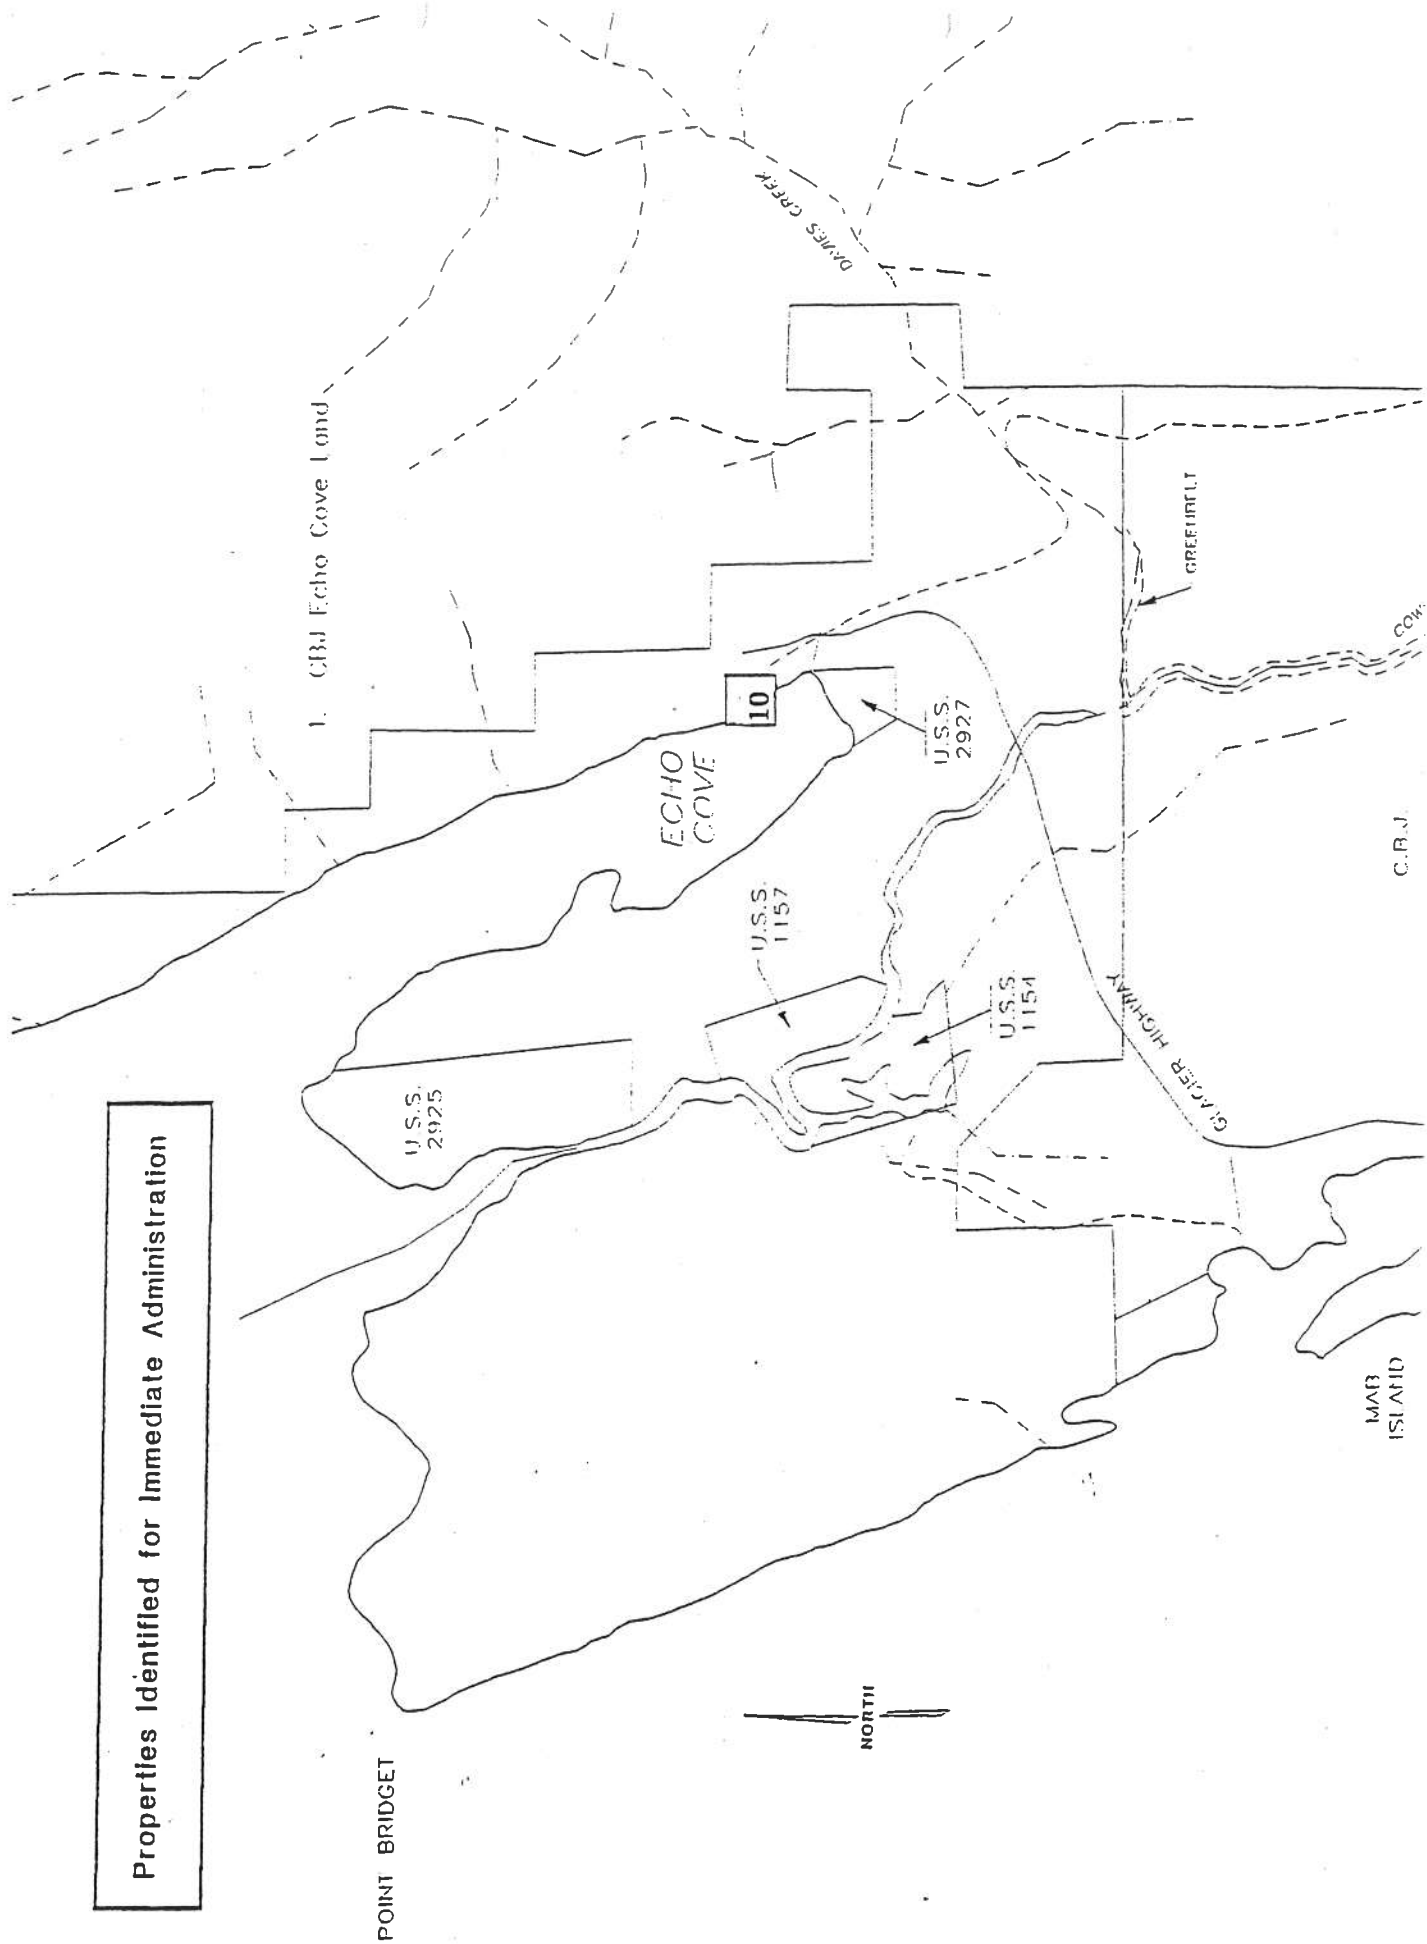 Properties Identified for Immediate Administration
1. CBJ Echo Cove Land
POINT BRIDGET
DAVIES CREEK
U.S.S.
2925
ECHO
COVE
10
U.S.S.
1157
U.S.S.
2927
U.S.S.
1154
GREENBELT
GLACIER HIGHWAY
NORTH
COW
C.B.J.
MAB
ISLAND